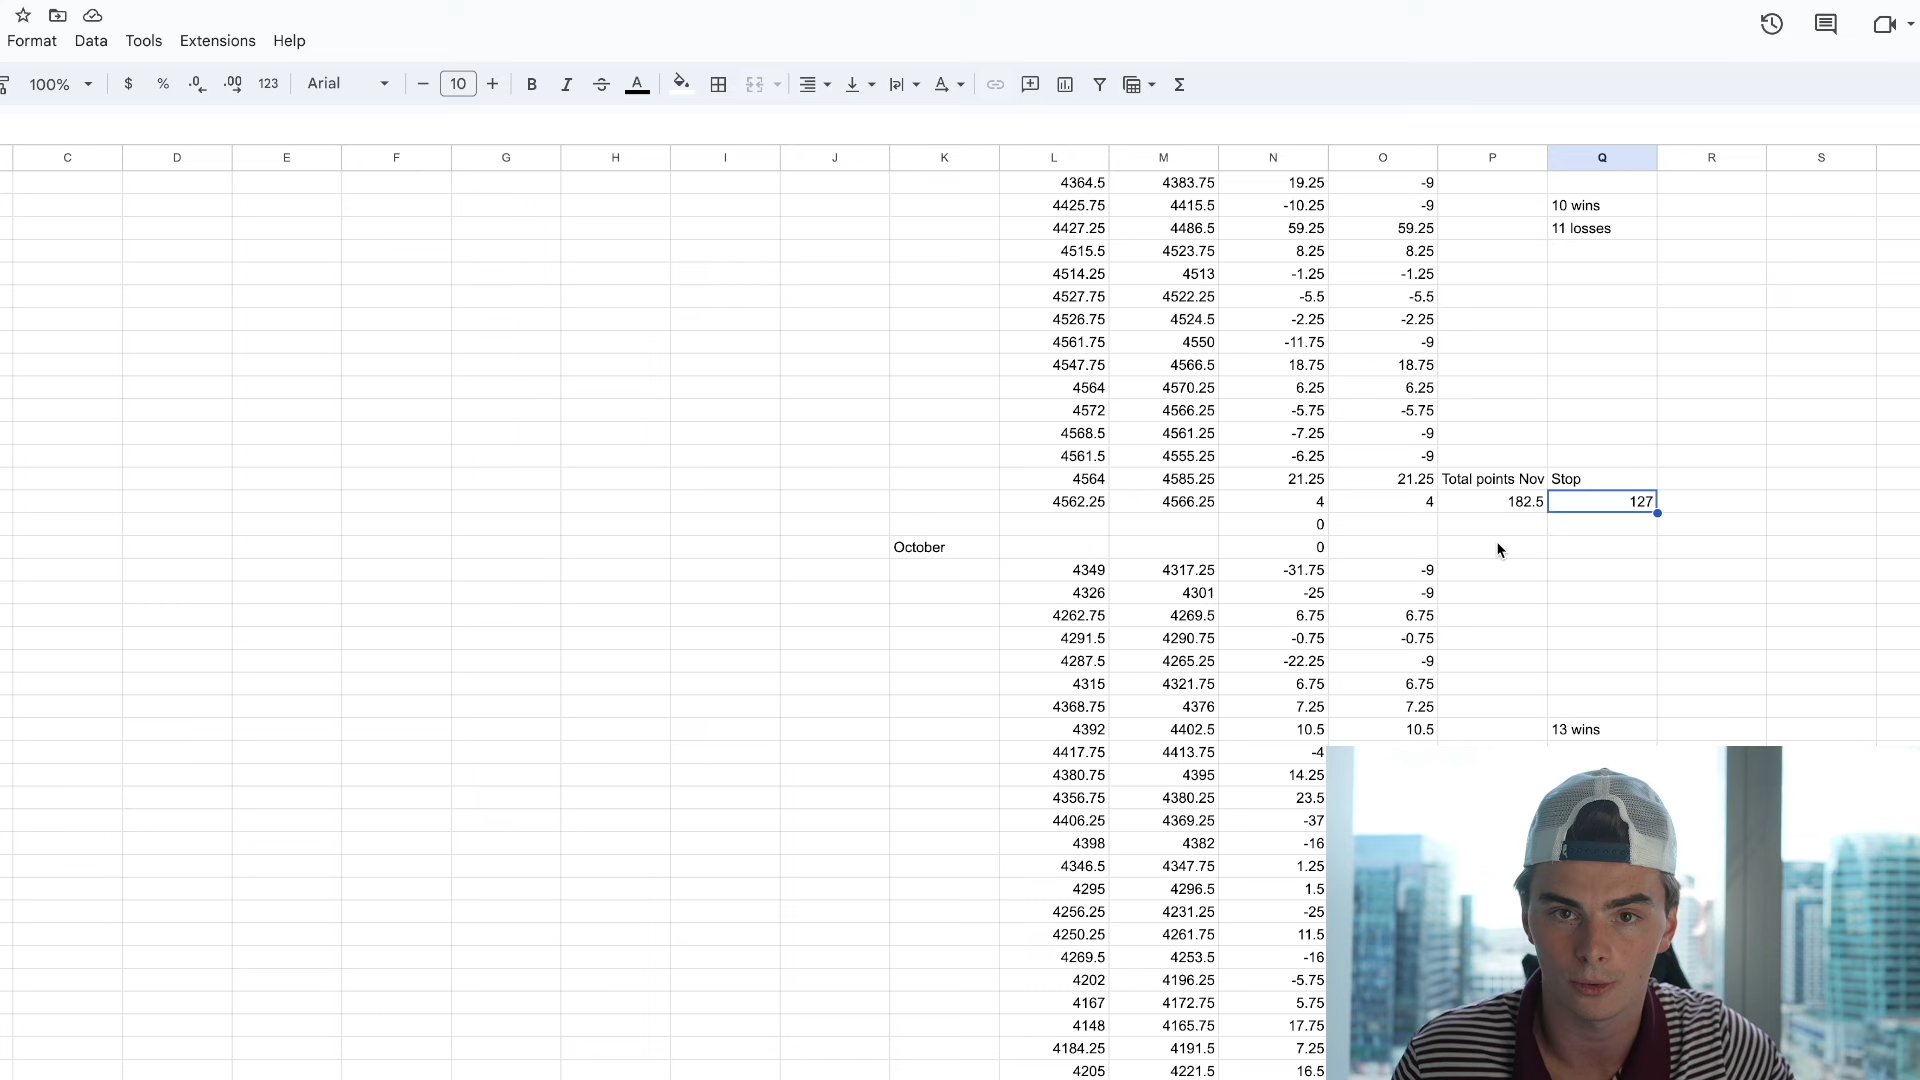 Format Data Tools Extensions Help
100% $ % .0 .00 123 Arial 10 B I S A
C D E F G H I J K L M N O P Q R S
4364.5 4383.75 19.25 -9
4425.75 4415.5 -10.25 -9 10 wins
4427.25 4486.5 59.25 59.25 11 losses
4515.5 4523.75 8.25 8.25
4514.25 4513 -1.25 -1.25
4527.75 4522.25 -5.5 -5.5
4526.75 4524.5 -2.25 -2.25
4561.75 4550 -11.75 -9
4547.75 4566.5 18.75 18.75
4564 4570.25 6.25 6.25
4572 4566.25 -5.75 -5.75
4568.5 4561.25 -7.25 -9
4561.5 4555.25 -6.25 -9
4564 4585.25 21.25 21.25 Total points Nov Stop
4562.25 4566.25 4 4 182.5 127
0
October 0
4349 4317.25 -31.75 -9
4326 4301 -25 -9
4262.75 4269.5 6.75 6.75
4291.5 4290.75 -0.75 -0.75
4287.5 4265.25 -22.25 -9
4315 4321.75 6.75 6.75
4368.75 4376 7.25 7.25
4392 4402.5 10.5 10.5 13 wins
4417.75 4413.75 -4
4380.75 4395 14.25
4356.75 4380.25 23.5
4406.25 4369.25 -37
4398 4382 -16
4346.5 4347.75 1.25
4295 4296.5 1.5
4256.25 4231.25 -25
4250.25 4261.75 11.5
4269.5 4253.5 -16
4202 4196.25 -5.75
4167 4172.75 5.75
4148 4165.75 17.75
4184.25 4191.5 7.25
4205 4221.5 16.5